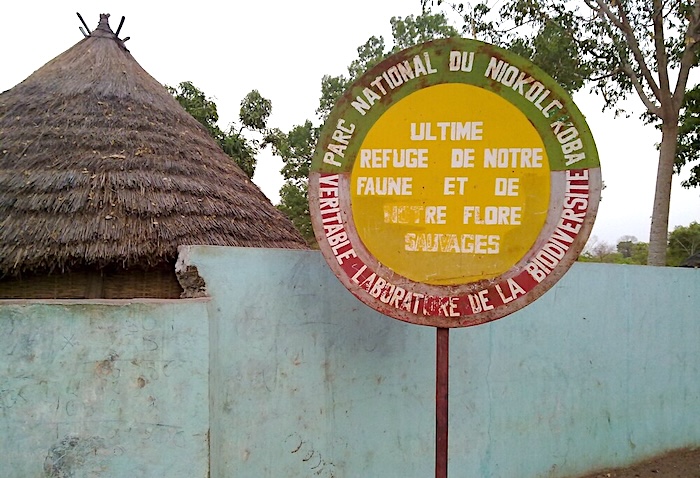 PARC NATIONAL DU NIOKOLO KOBA
ULTIME
REFUGE DE NOTRE
FAUNE ET DE
NOTRE FLORE
SAUVAGES
VERITABLE LABORATOIRE DE LA BIODIVERSITE